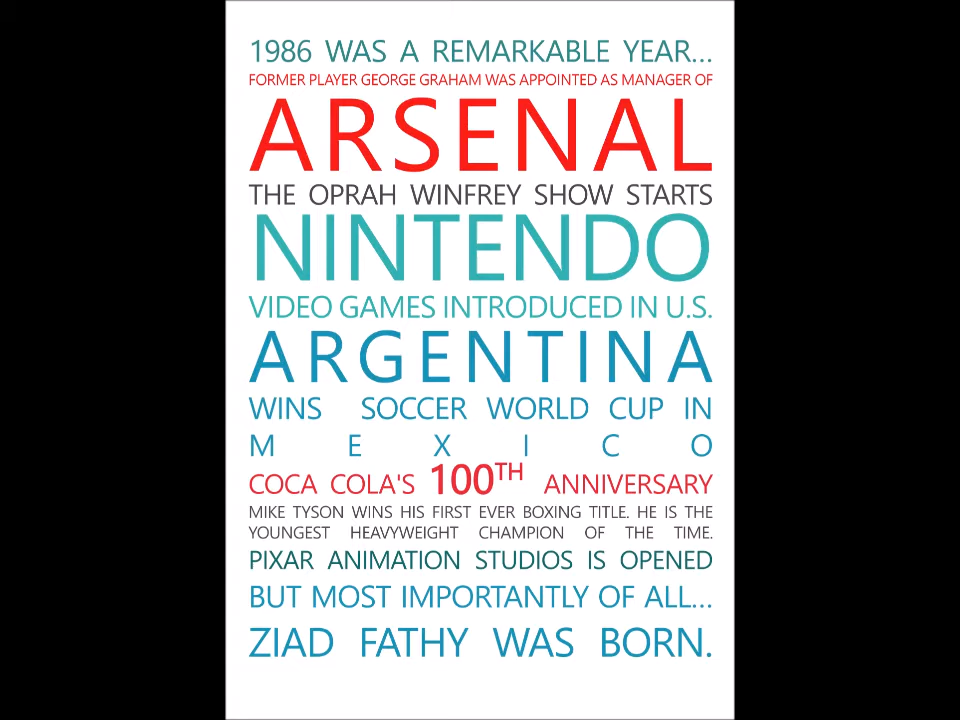 1986 WAS A REMARKABLE YEAR...
FORMER PLAYER GEORGE GRAHAM WAS APPOINTED AS MANAGER OF
ARSENAL
THE OPRAH WINFREY SHOW STARTS
NINTENDO
VIDEO GAMES INTRODUCED IN U.S.
ARGENTINA
WINS SOCCER WORLD CUP IN
MEXICO
COCA COLA'S 100TH ANNIVERSARY
MIKE TYSON WINS HIS FIRST EVER BOXING TITLE. HE IS THE
YOUNGEST HEAVYWEIGHT CHAMPION OF THE TIME.
PIXAR ANIMATION STUDIOS IS OPENED
BUT MOST IMPORTANTLY OF ALL...
ZIAD FATHY WAS BORN.